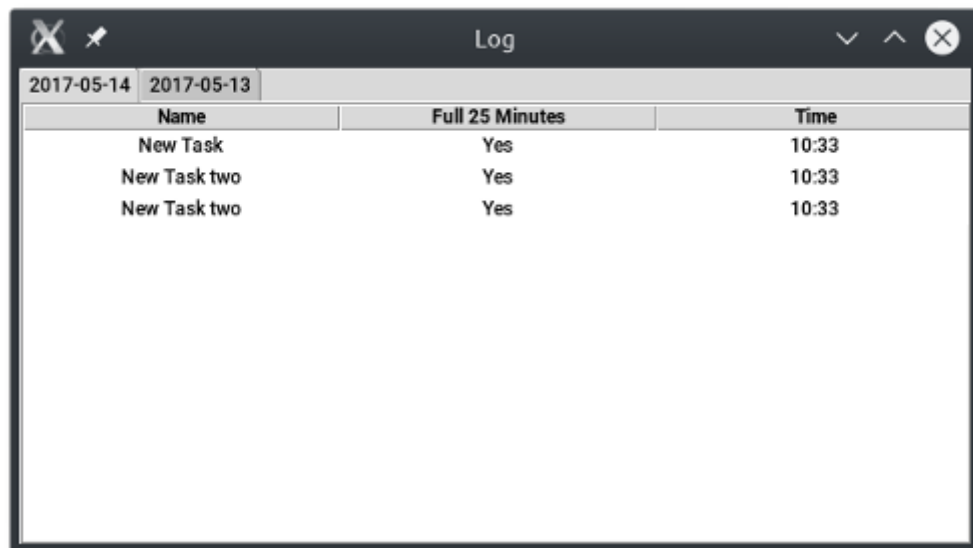 Log
2017-05-14 2017-05-13
Name Full 25 Minutes Time
New Task Yes 10:33
New Task two Yes 10:33
New Task two Yes 10:33